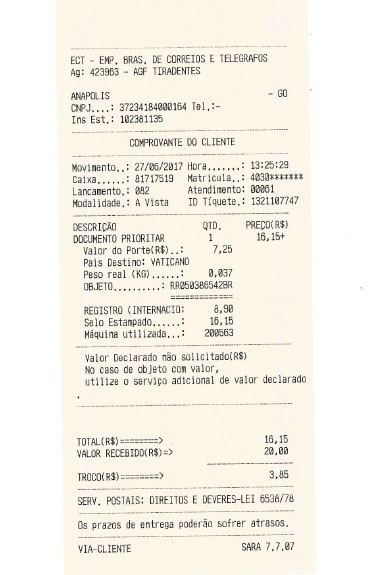 ECT - EMP. BRAS. DE CORREIOS E TELEGRAFOS
Ag: 423963 - AGF TIRADENTES
ANAPOLIS - GO
CNPJ....: 37234184000164 Tel.:-
Ins Est.: 102381135
COMPROVANTE DO CLIENTE
Movimento..: 27/06/2017 Hora.......: 13:25:29
Caixa......: 81717519 Matricula..: 4030*******
Lancamento.: 082 Atendimento: 00061
Modalidade.: A Vista ID Tiquete.: 1321107747
DESCRIÇÃO QTD. PREÇO(R$)
DOCUMENTO PRIORITAR 1 16,15+
Valor do Porte(R$)..: 7,25
Pais Destino: VATICANO
Peso real (KG)......: 0,037
OBJETO..........: RR050386542BR
=============
REGISTRO (INTERNACIO: 8,90
Selo Estampado......: 16,15
Máquina utilizada...: 200563
Valor Declarado não solicitado(R$)
No caso de objeto com valor,
utilize o serviço adicional de valor declarado
.
TOTAL(R$)========> 16,15
VALOR RECEBIDO(R$)=> 20,00
TROCO(R$)========> 3,85
SERV. POSTAIS: DIREITOS E DEVERES-LEI 6538/78
Os prazos de entrega poderão sofrer atrasos.
VIA-CLIENTE SARA 7.7.07